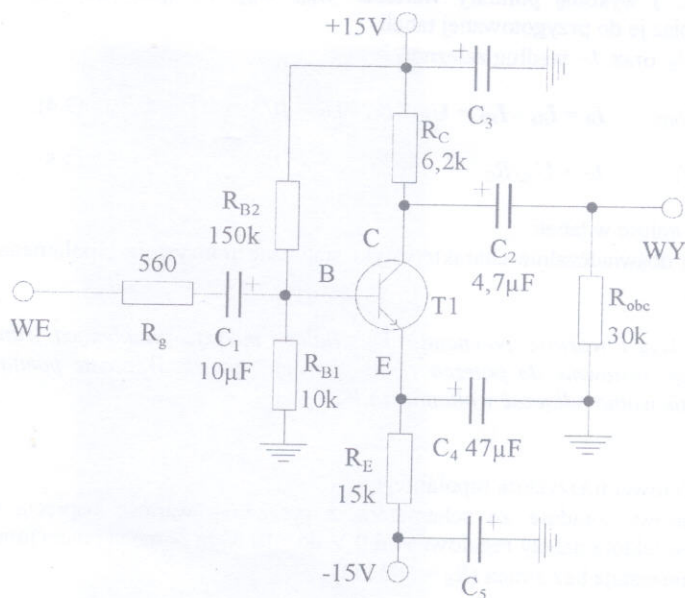 +15V
C3
RC
6,2k
RB2
150k
C
C2
4,7µF
WY
560
B
T1
Robc
30k
WE
Rg
C1
10µF
RB1
10k
E
RE
15k
C4 47µF
-15V
C5